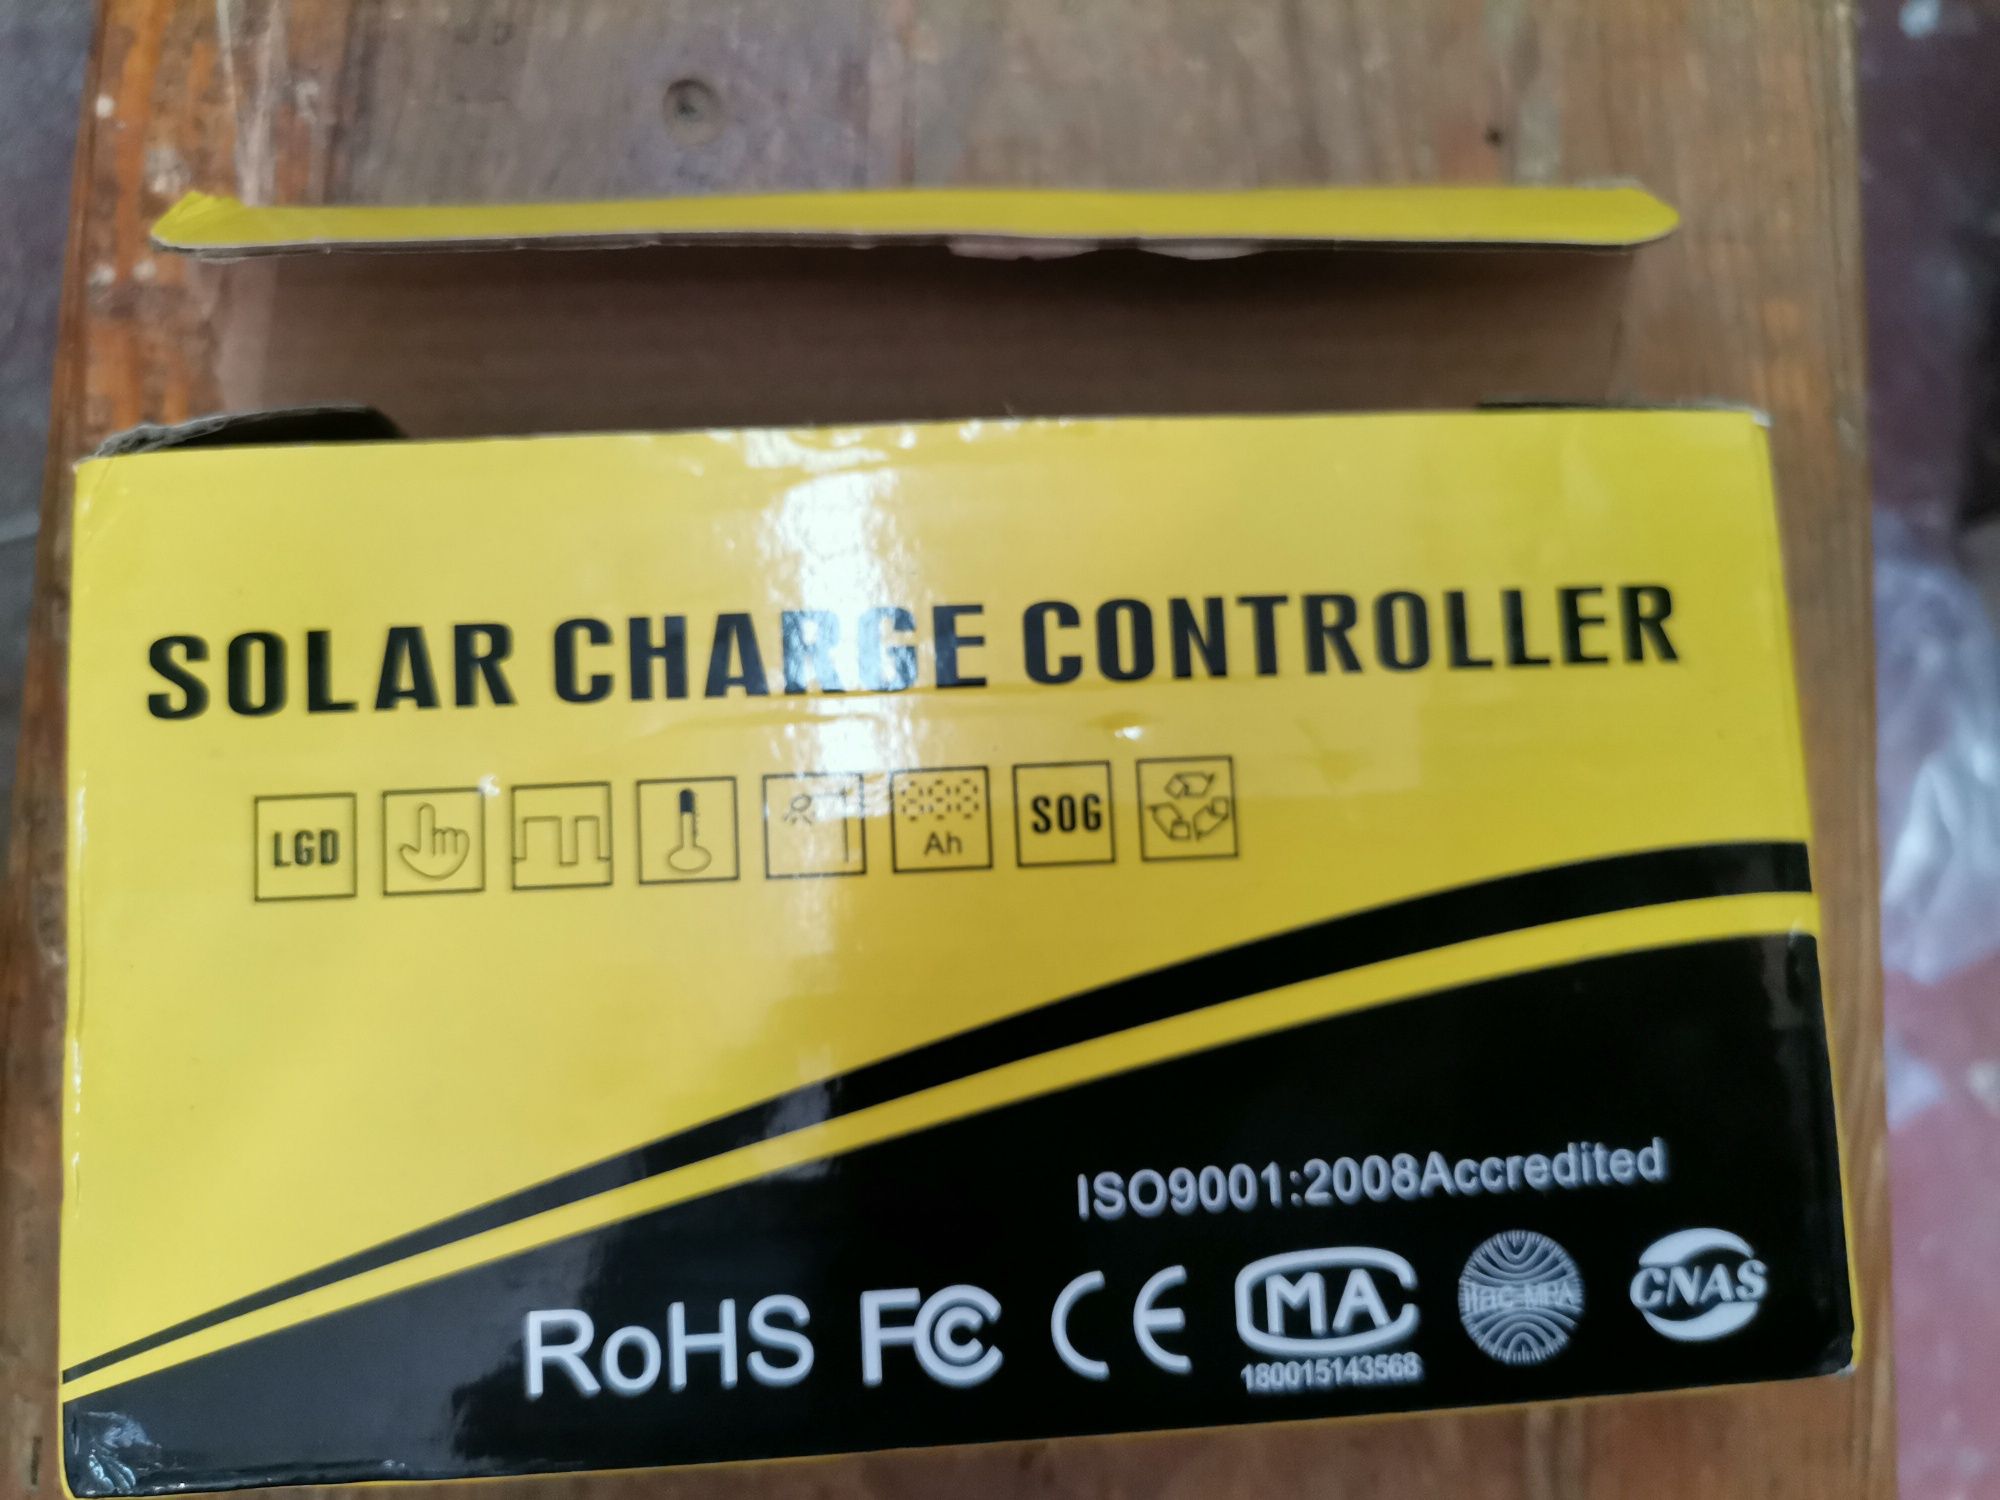 SOLAR CHARGE CONTROLLER
LGD
Ah
SOG
ISO9001:2008Accredited
RoHS FC CE MA CNAS
180015143568